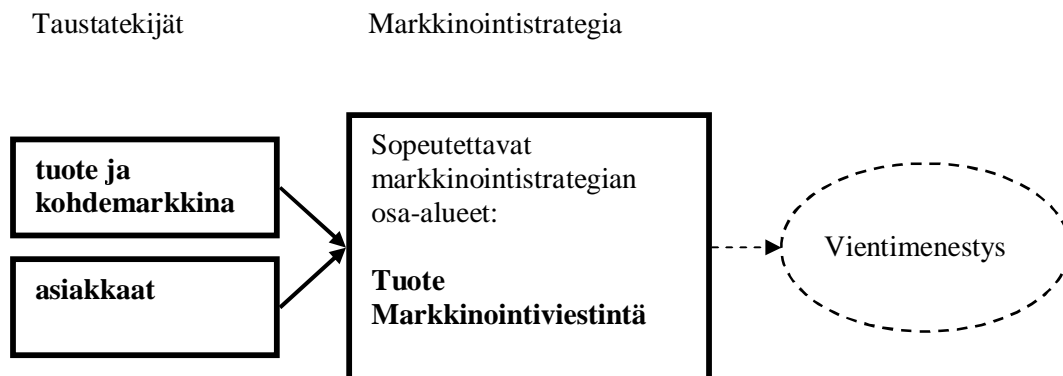 Taustatekijät
Markkinointistrategia
tuote ja
kohdemarkkina
asiakkaat
Sopeutettavat
markkinointistrategian
osa-alueet:
Tuote
Markkinointiviestintä
Vientimenestys